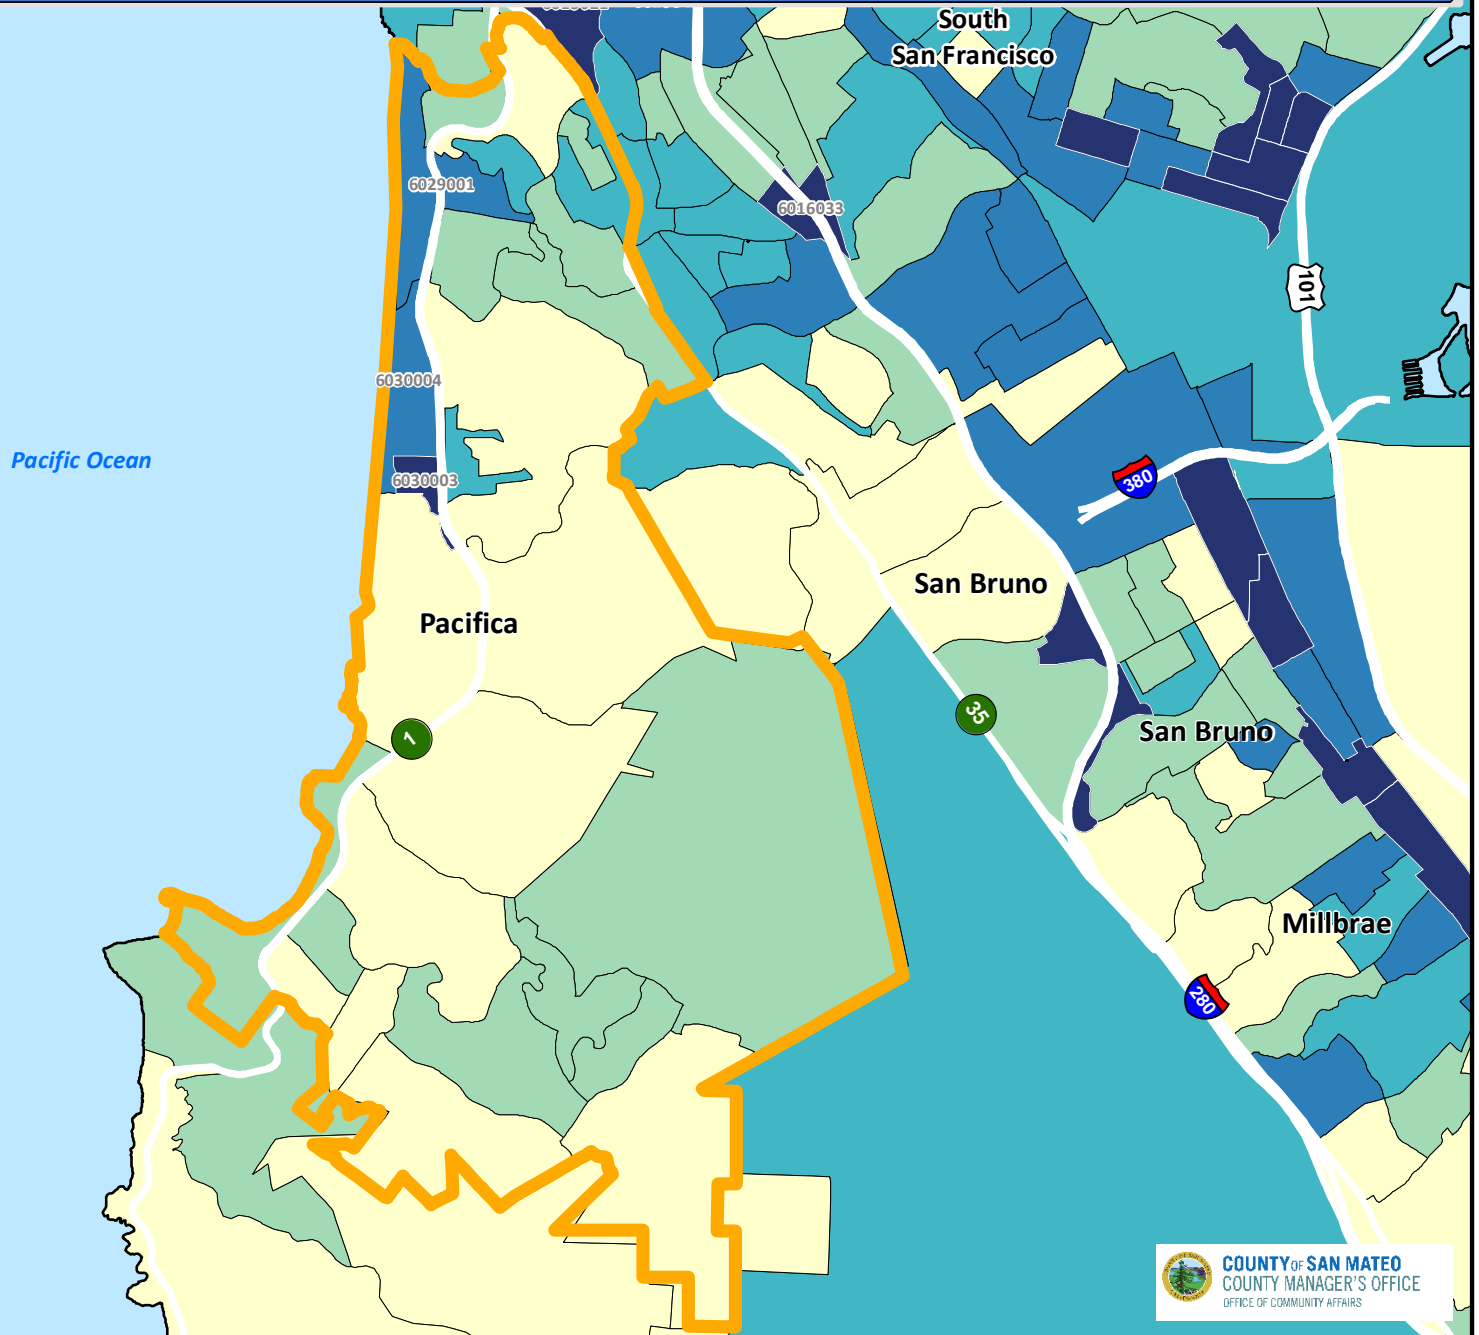 South
San Francisco
6029001
6016033
101
6030004
Pacific Ocean
6030003
380
San Bruno
Pacifica
35
San Bruno
1
Millbrae
280
COUNTY OF SAN MATEO
COUNTY MANAGER'S OFFICE
OFFICE OF COMMUNITY AFFAIRS